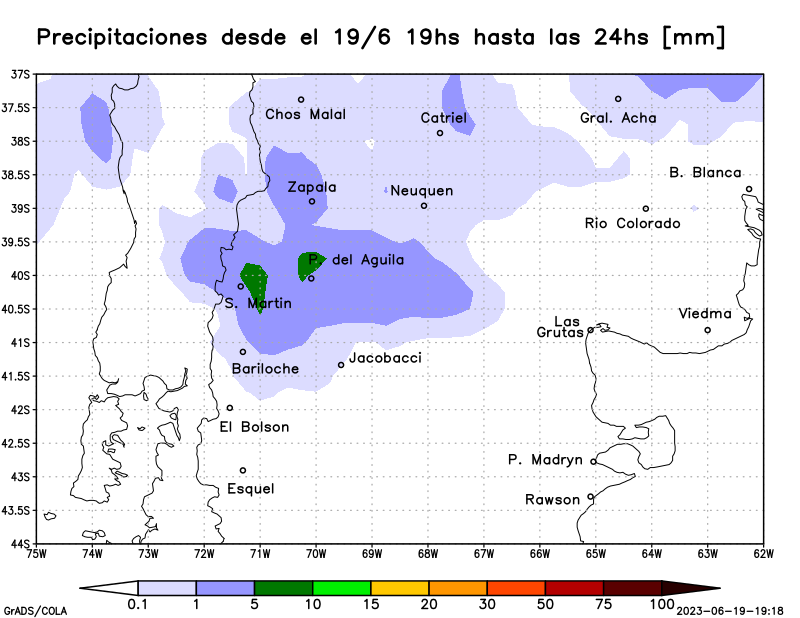 Precipitaciones desde el 19/6 19hs hasta las 24hs [mm]
37S
37.5S
38S
38.5S
39S
39.5S
40S
40.5S
41S
41.5S
42S
42.5S
43S
43.5S
44S
Chos Malal
Catriel
Gral. Acha
B. Blanca
Zapala
Neuquen
Rio Colorado
P. del Aguila
S. Martin
Viedma
Las
Grutas
Jacobacci
Bariloche
El Bolson
P. Madryn
Esquel
Rawson
75W 74W 73W 72W 71W 70W 69W 68W 67W 66W 65W 64W 63W 62W
0.1 1 5 10 15 20 30 50 75 100
GrADS/COLA
2023-06-19-19:18